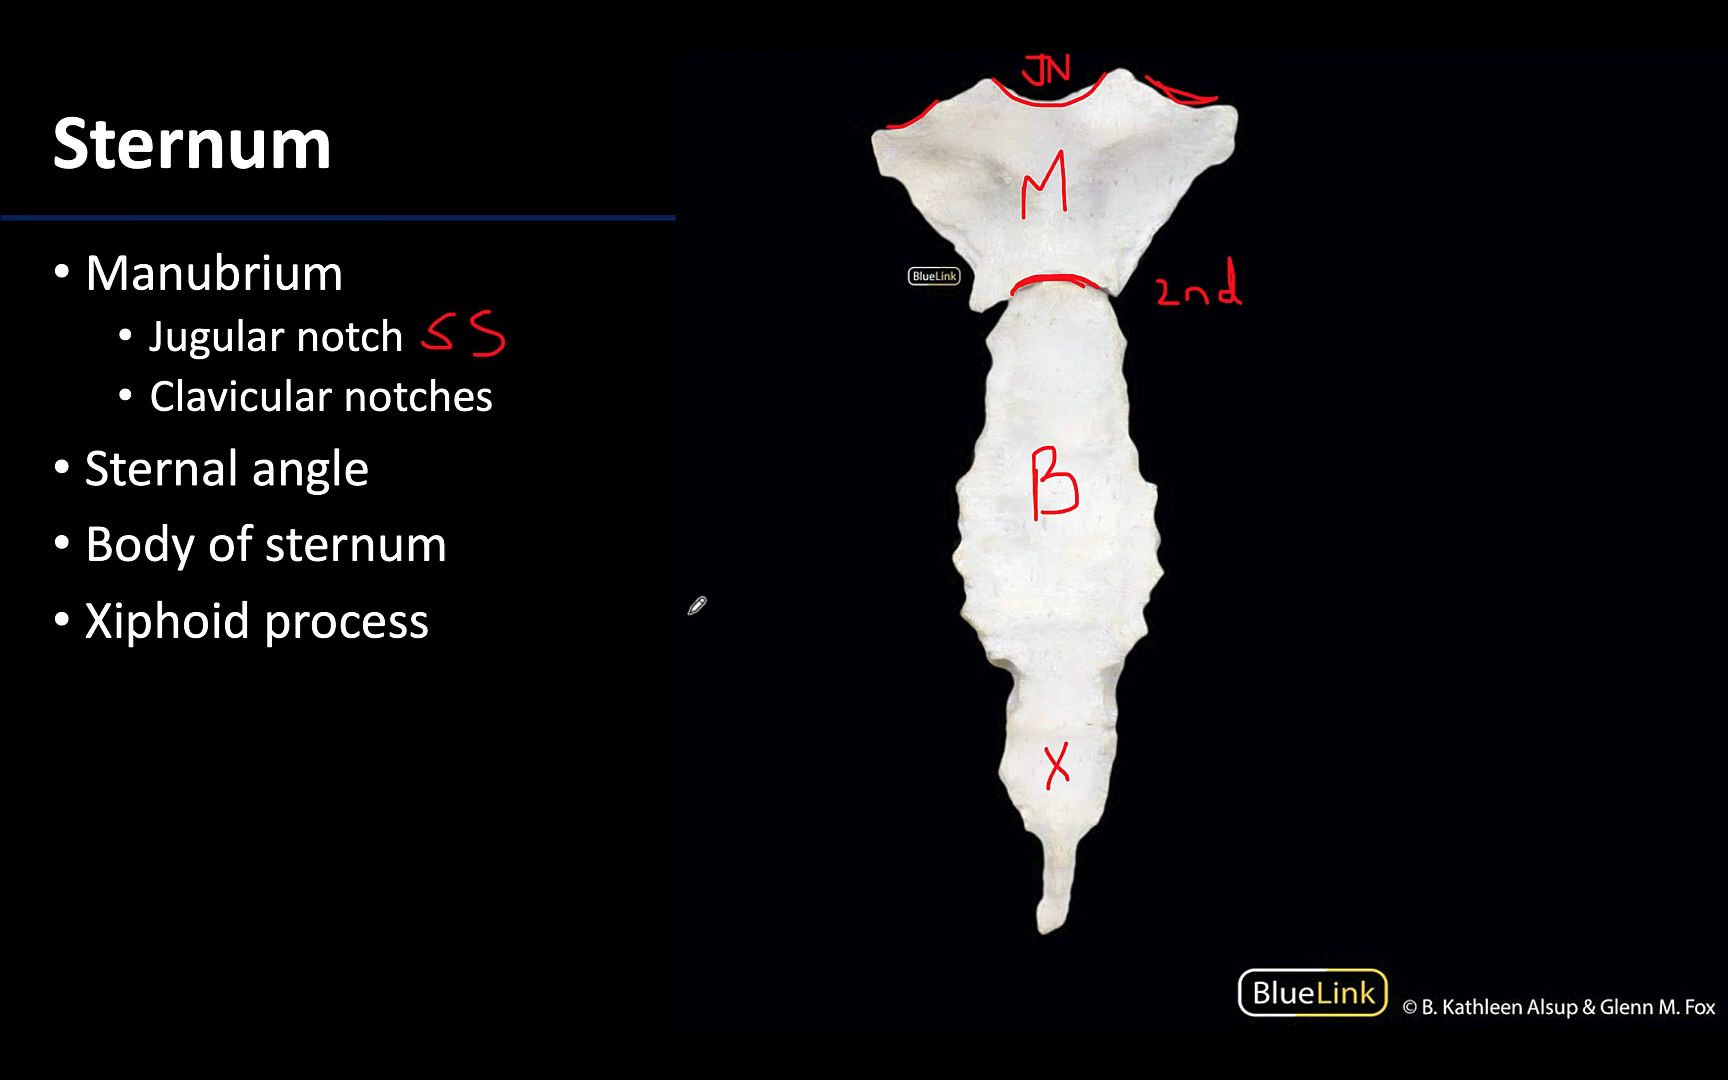 JN
Sternum
M
• Manubrium
BlueLink
2nd
• Jugular notch SS
• Clavicular notches
• Sternal angle
B
• Body of sternum
• Xiphoid process
X
BlueLink
© B. Kathleen Alsup & Glenn M. Fox